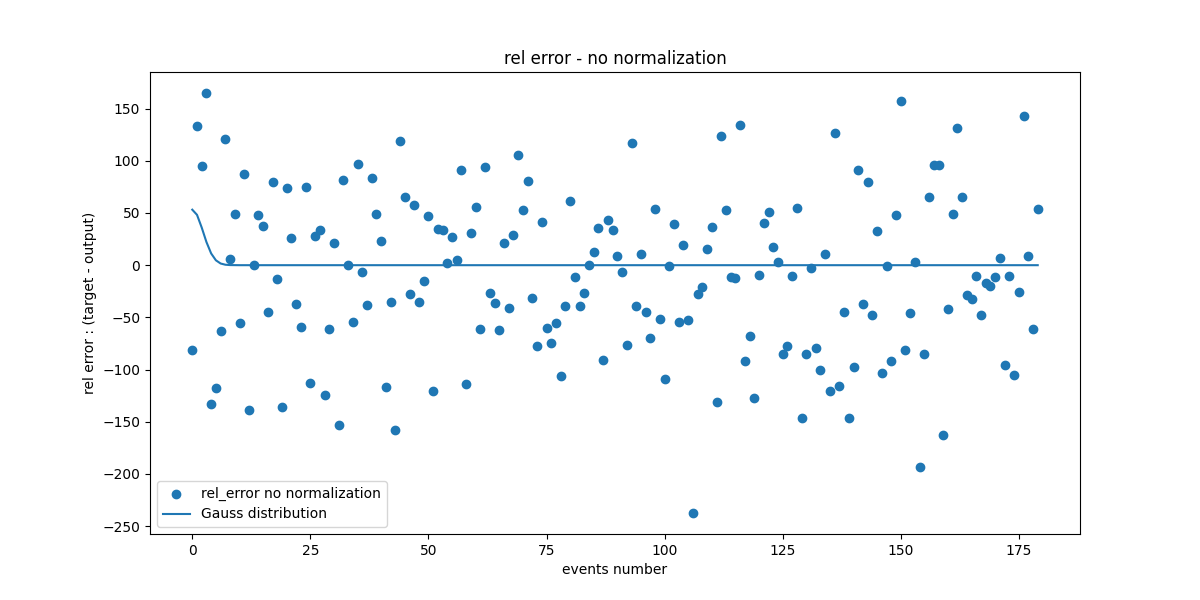 rel error - no normalization
rel error : (target - output)
150
100
50
0
−50
−100
−150
−200
−250
rel_error no normalization
Gauss distribution
0 25 50 75 100 125 150 175
events number